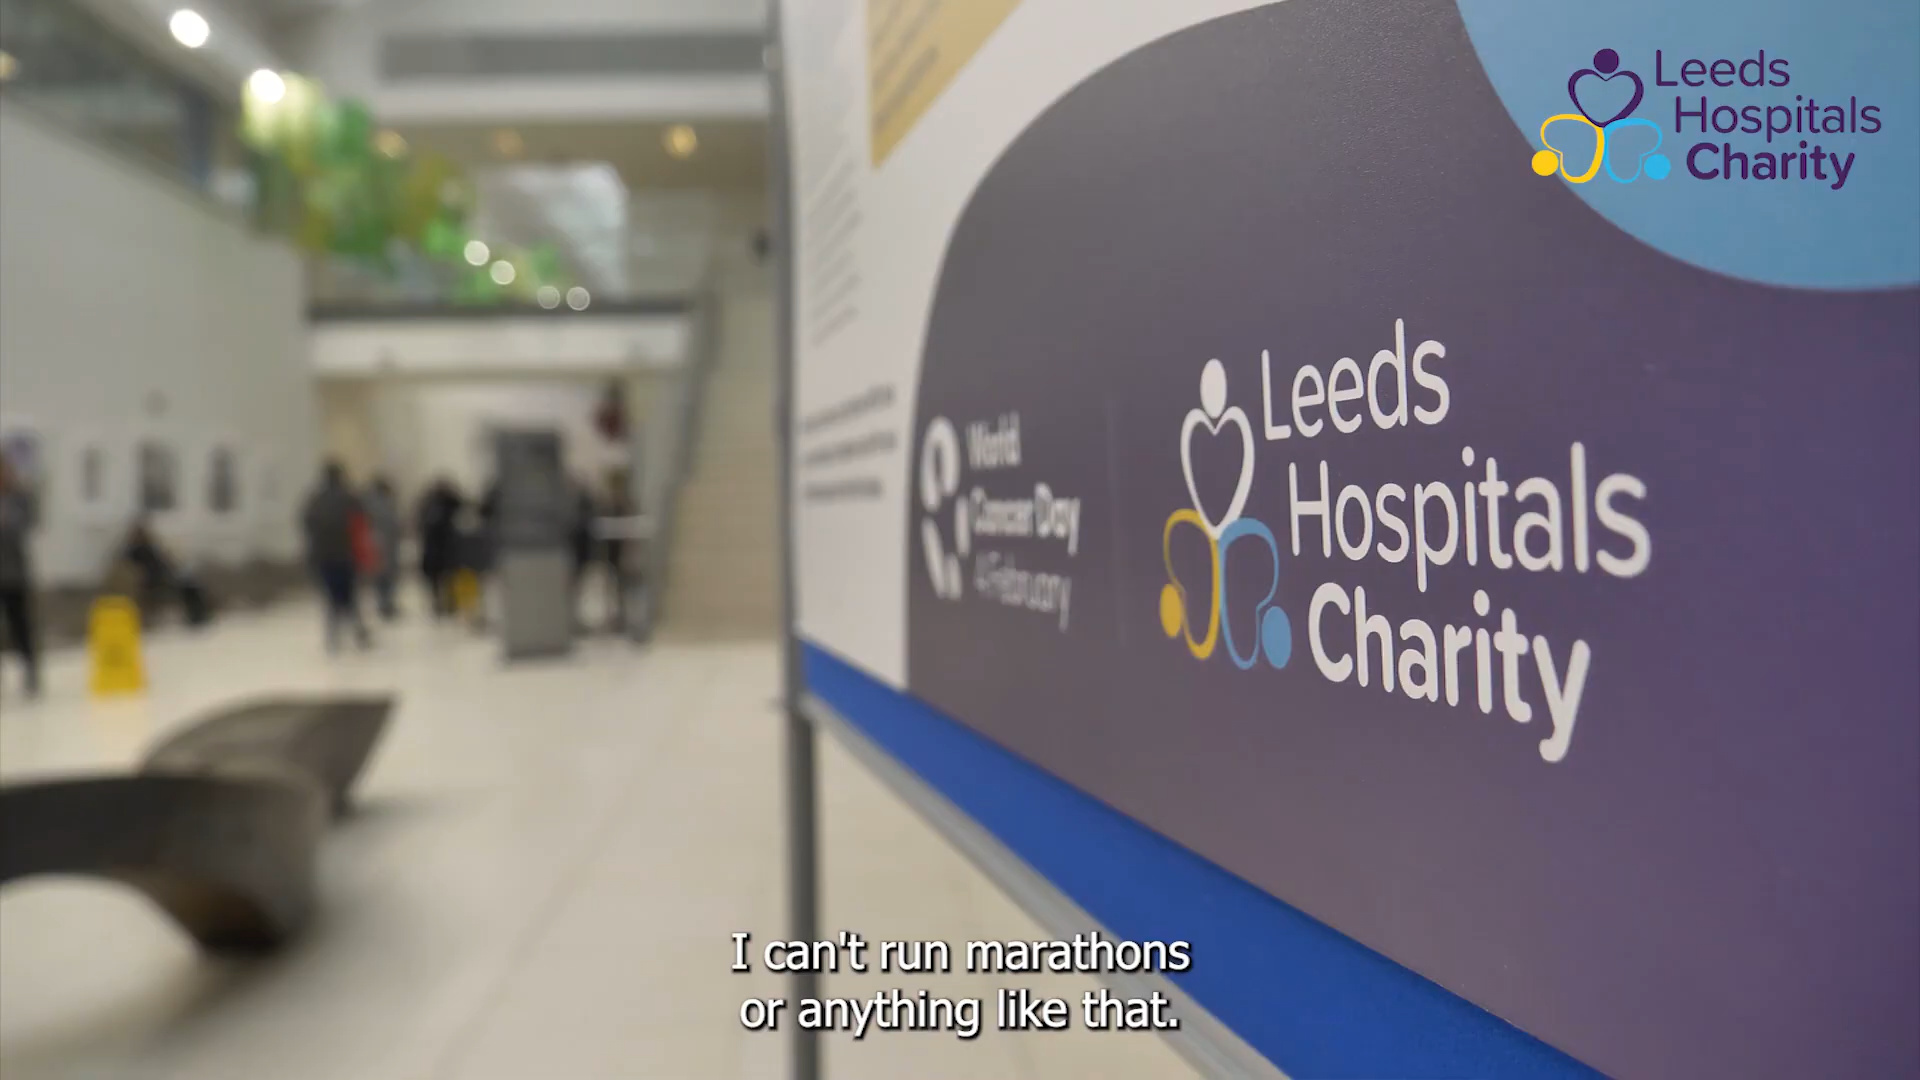 Leeds
Hospitals
Charity
World
Cancer Day
4 February
Leeds
Hospitals
Charity
I can't run marathons
or anything like that.